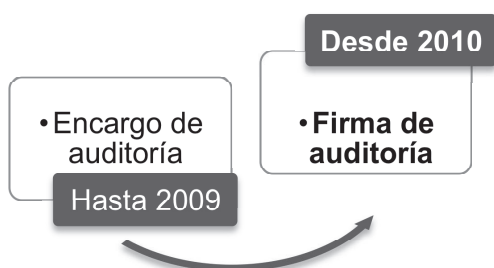 • Encargo de
auditoría
Hasta 2009
Desde 2010
• Firma de
auditoría